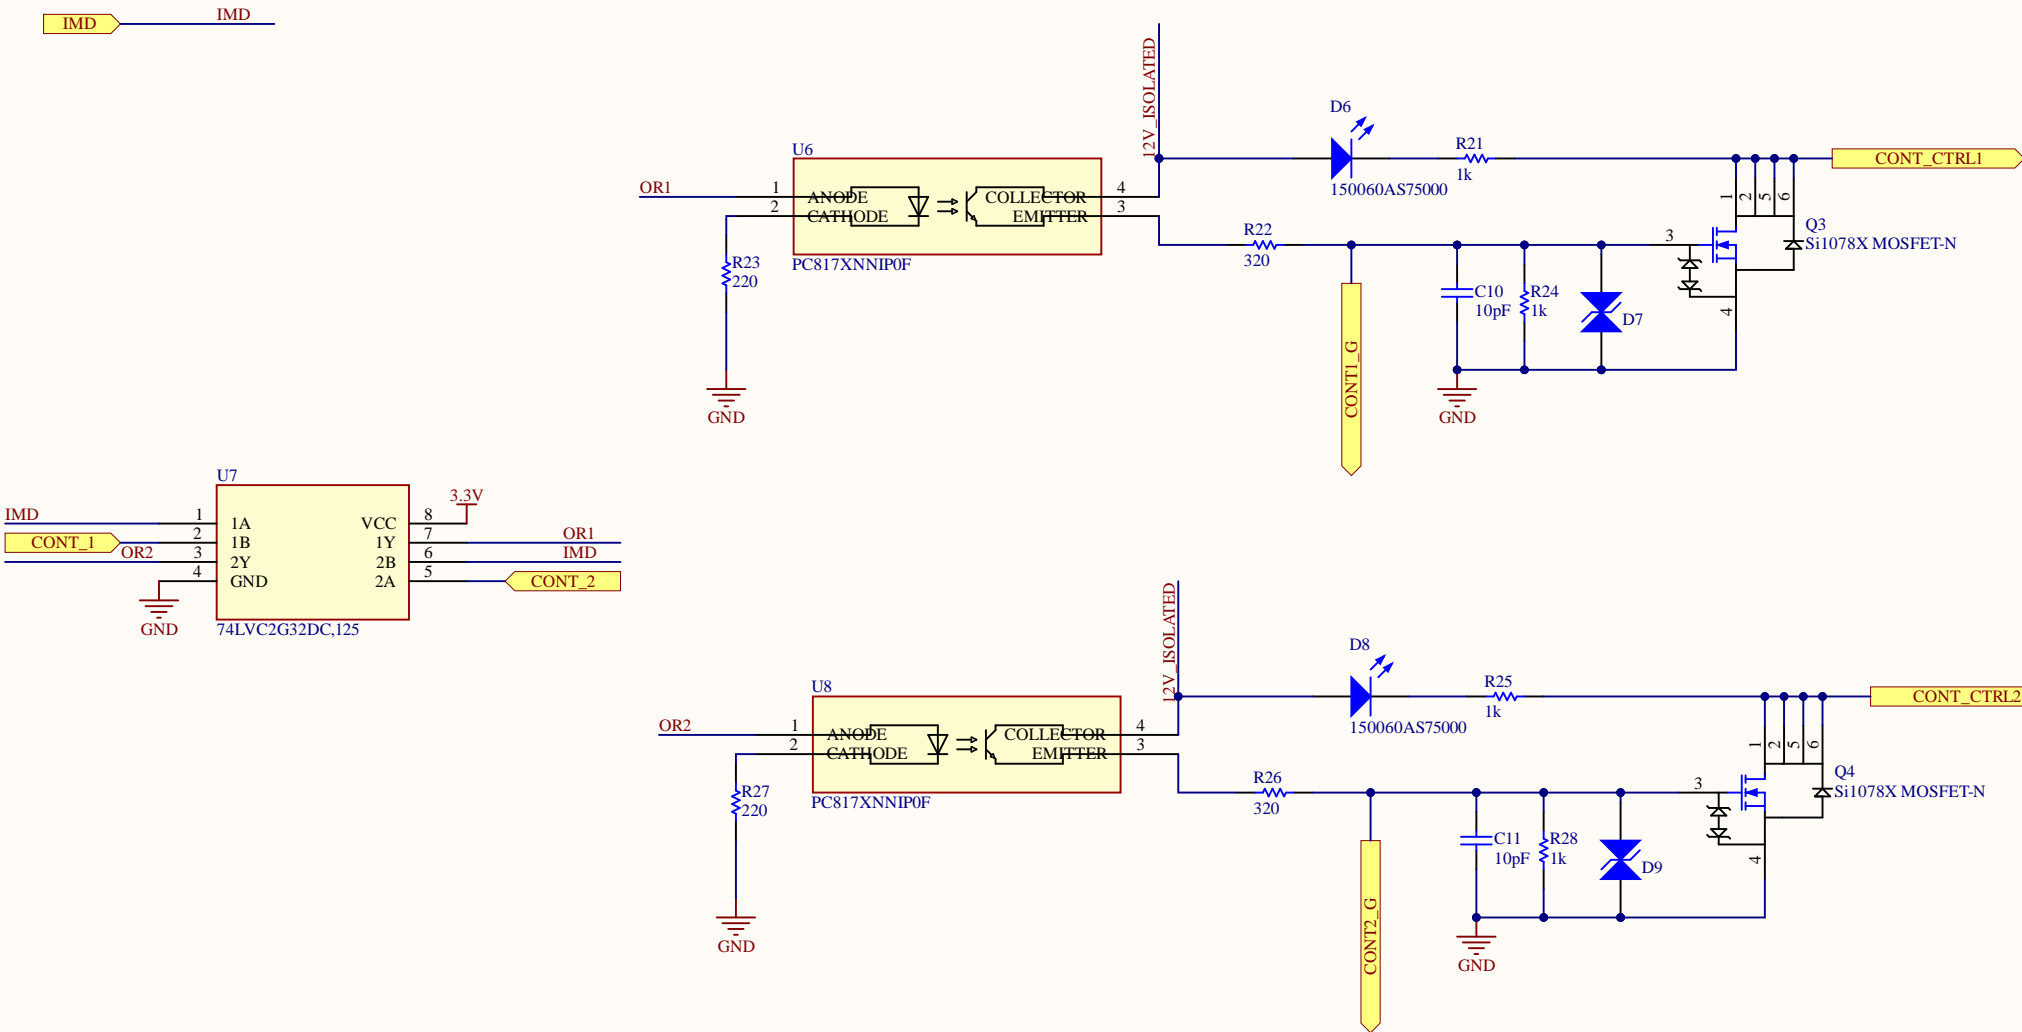 IMD
IMD
12V_ISOLATED
D6
150060AS75000
R21
1k
CONT_CTRL1
U6
OR1
1
2
ANODE
CATHODE
COLLECTOR
EMITTER
4
3
PC817XNNIP0F
R23
220
GND
R22
320
CONT1_G
C10
10pF
R24
1k
D7
GND
1
2
5
6
3
4
Q3
Si1078X MOSFET-N
U7
IMD
CONT_1
OR2
1
2
3
4
1A
1B
2Y
GND
VCC
1Y
2B
2A
8
7
6
5
3.3V
OR1
IMD
CONT_2
GND
74LVC2G32DC,125
12V_ISOLATED
D8
150060AS75000
R25
1k
CONT_CTRL2
U8
OR2
1
2
ANODE
CATHODE
COLLECTOR
EMITTER
4
3
PC817XNNIP0F
R27
220
GND
R26
320
CONT2_G
C11
10pF
R28
1k
D9
GND
1
2
5
6
3
4
Q4
Si1078X MOSFET-N